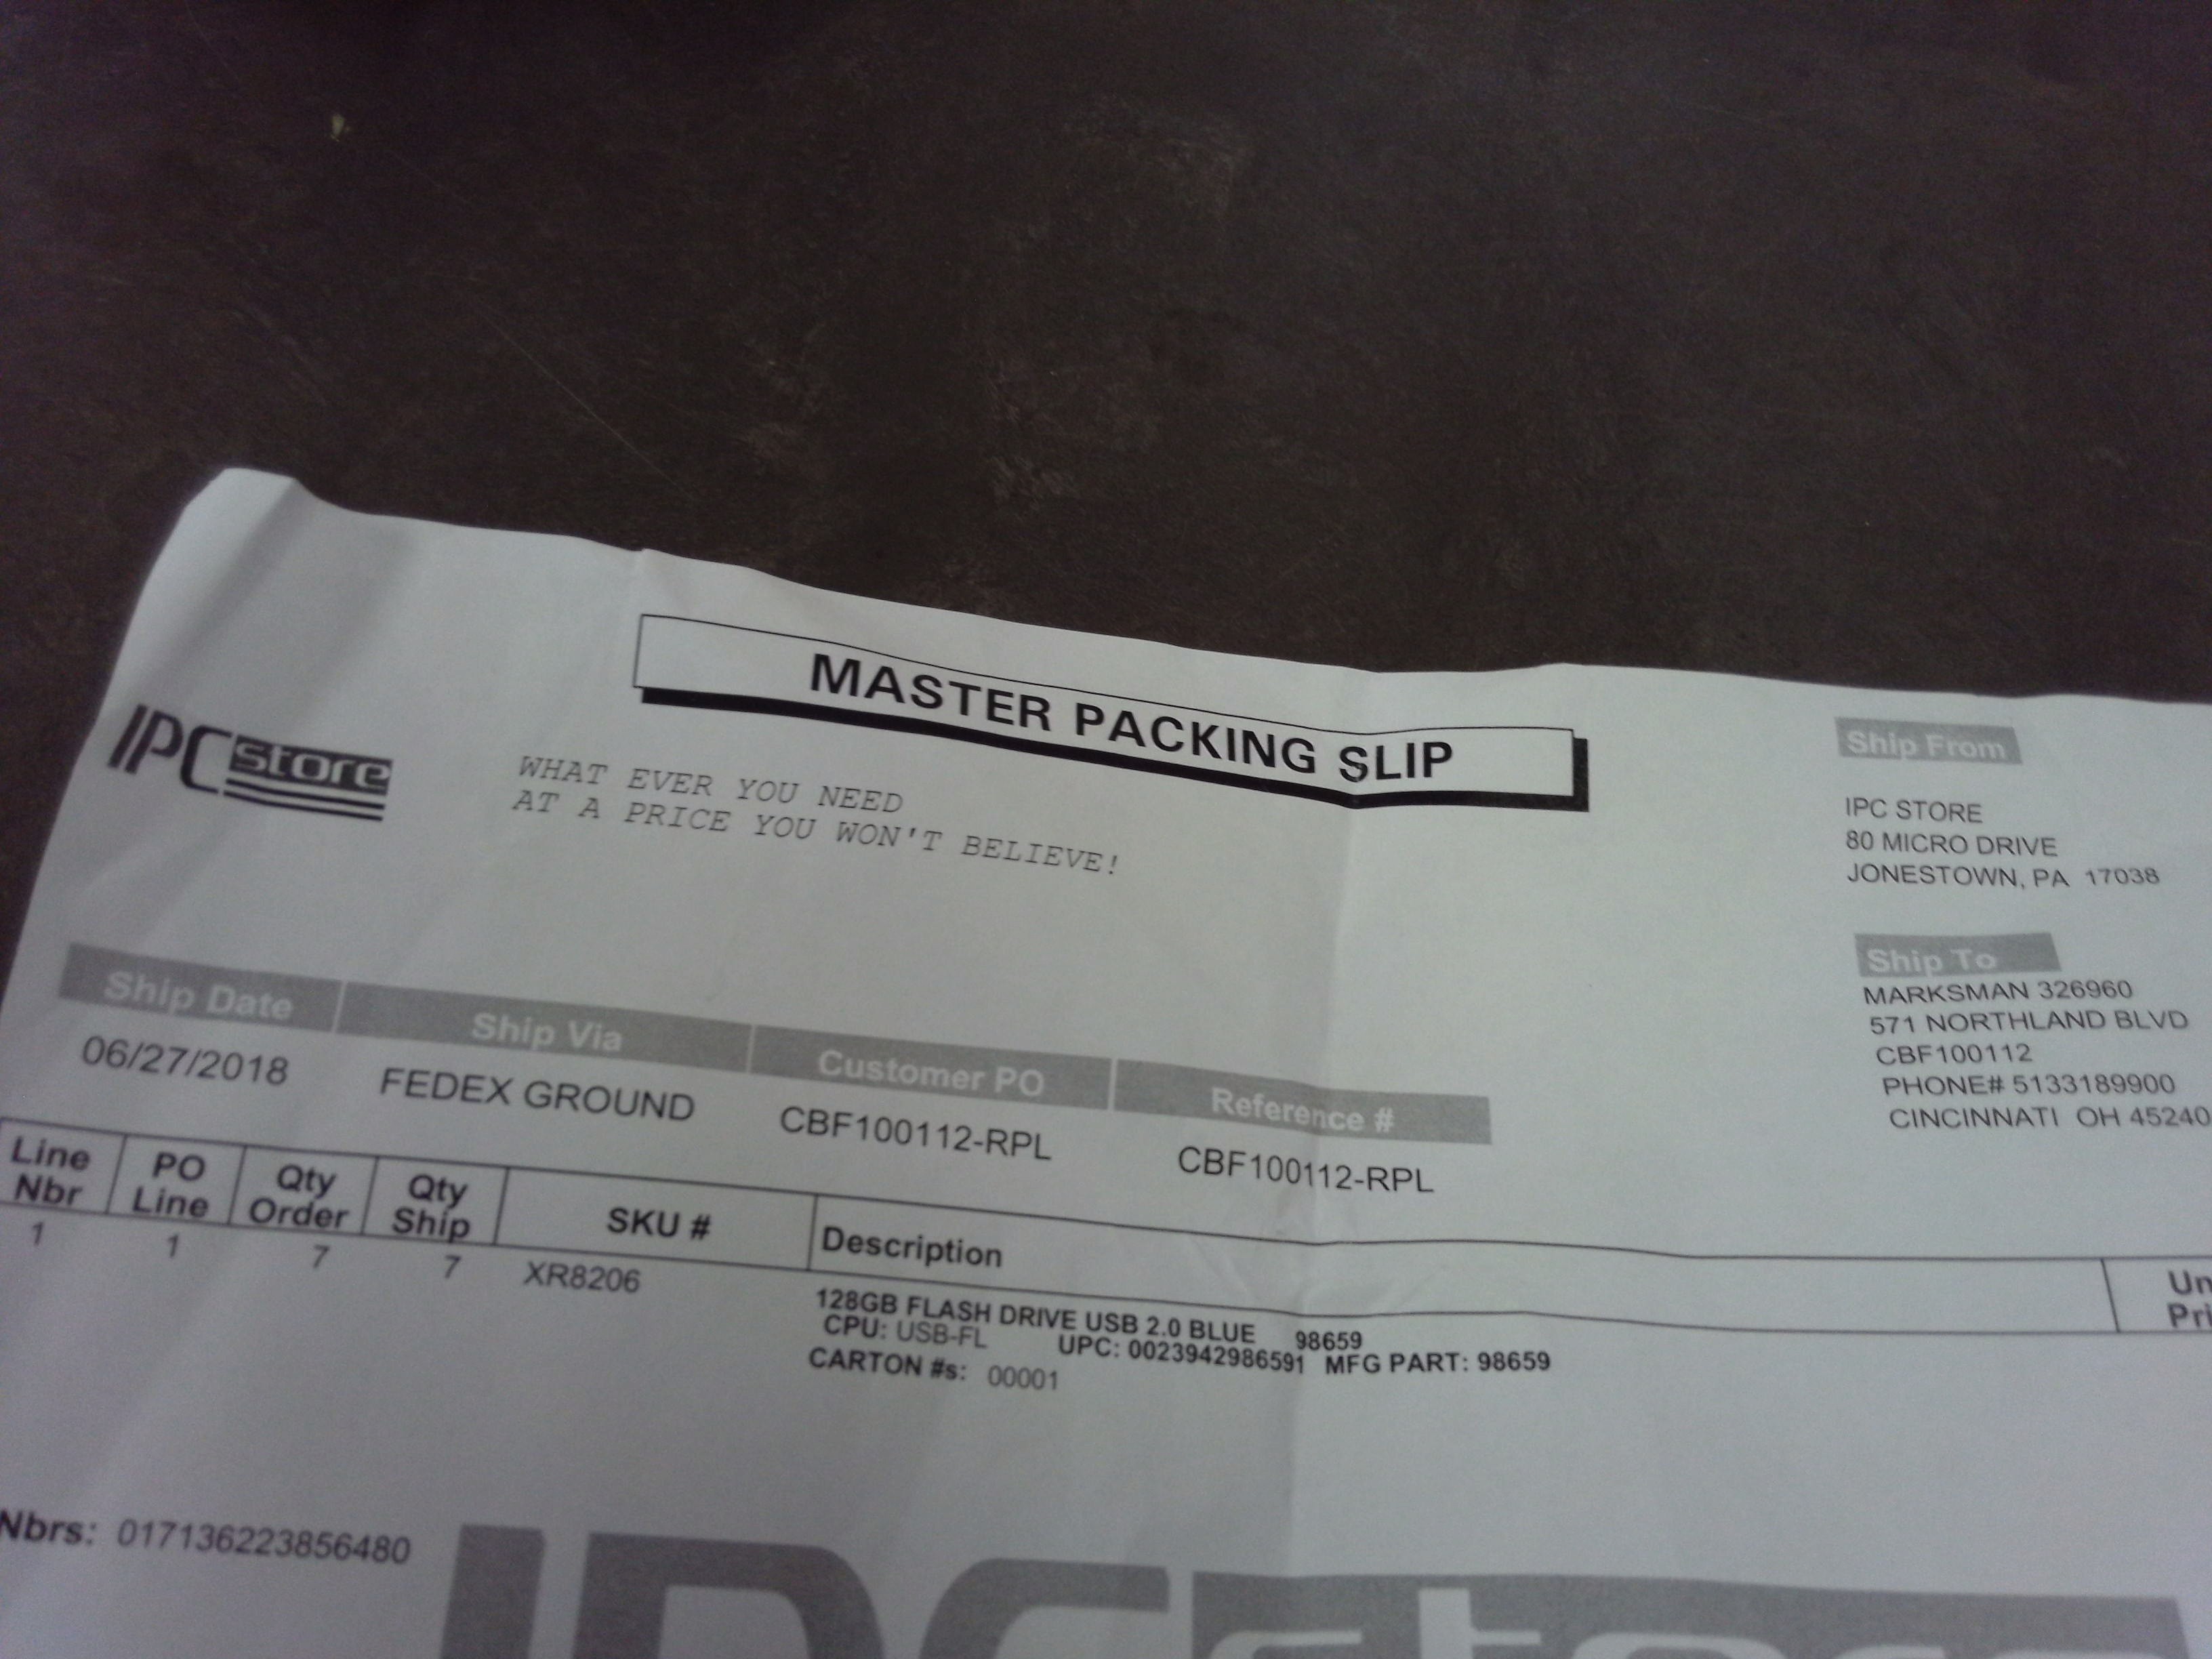 MASTER PACKING SLIP
IPC store
WHAT EVER YOU NEED
AT A PRICE YOU WON'T BELIEVE!
Ship From
IPC STORE
80 MICRO DRIVE
JONESTOWN, PA 17038
Ship To
MARKSMAN 326960
571 NORTHLAND BLVD
CBF100112
PHONE# 5133189900
CINCINNATI OH 45240
Ship Date Ship Via Customer PO Reference #
06/27/2018 FEDEX GROUND CBF100112-RPL CBF100112-RPL
Line Nbr PO Line Qty Order Qty Ship SKU # Description Un
Pri
1 1 7 7 XR8206
128GB FLASH DRIVE USB 2.0 BLUE 98659
CPU: USB-FL UPC: 0023942986591 MFG PART: 98659
CARTON #s: 00001
Nbrs: 017136223856480
IPC store